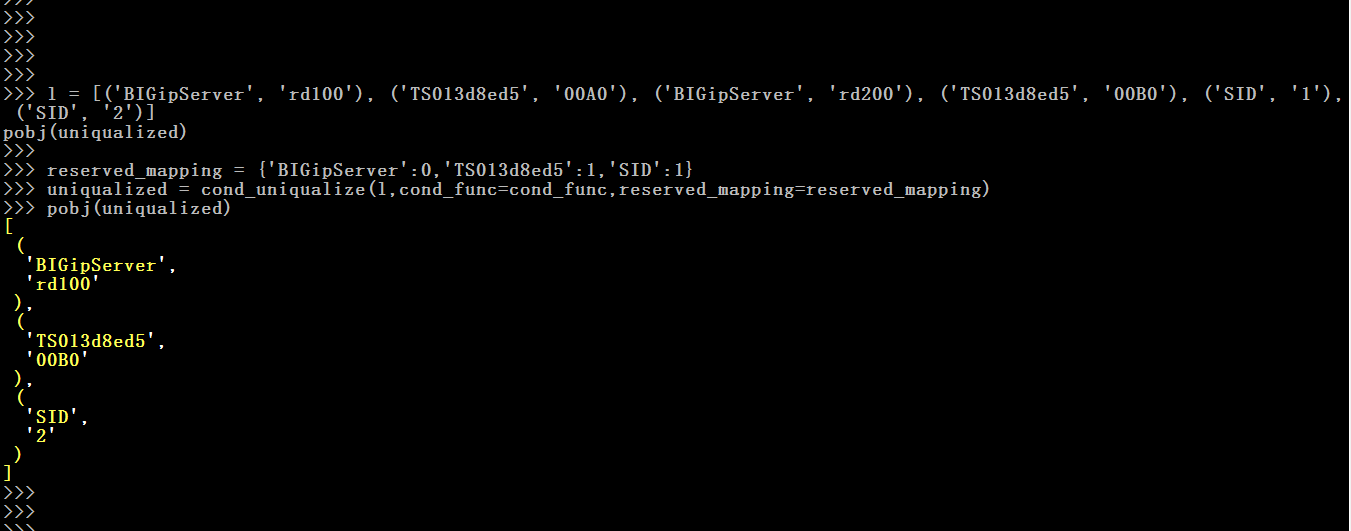 >>>
>>>
>>>
>>>
>>>
>>> l = [('BIGipServer', 'rd100'), ('TS013d8ed5', '00A0'), ('BIGipServer', 'rd200'), ('TS013d8ed5', '00B0'), ('SID', '1'),
 ('SID', '2')]
pobj(uniqualized)
>>>
>>> reserved_mapping = {'BIGipServer':0,'TS013d8ed5':1,'SID':1}
>>> uniqualized = cond_uniqualize(l,cond_func=cond_func,reserved_mapping=reserved_mapping)
>>> pobj(uniqualized)
[
 (
  'BIGipServer',
  'rd100'
 ),
 (
  'TS013d8ed5',
  '00B0'
 ),
 (
  'SID',
  '2'
 )
]
>>>
>>>
>>>